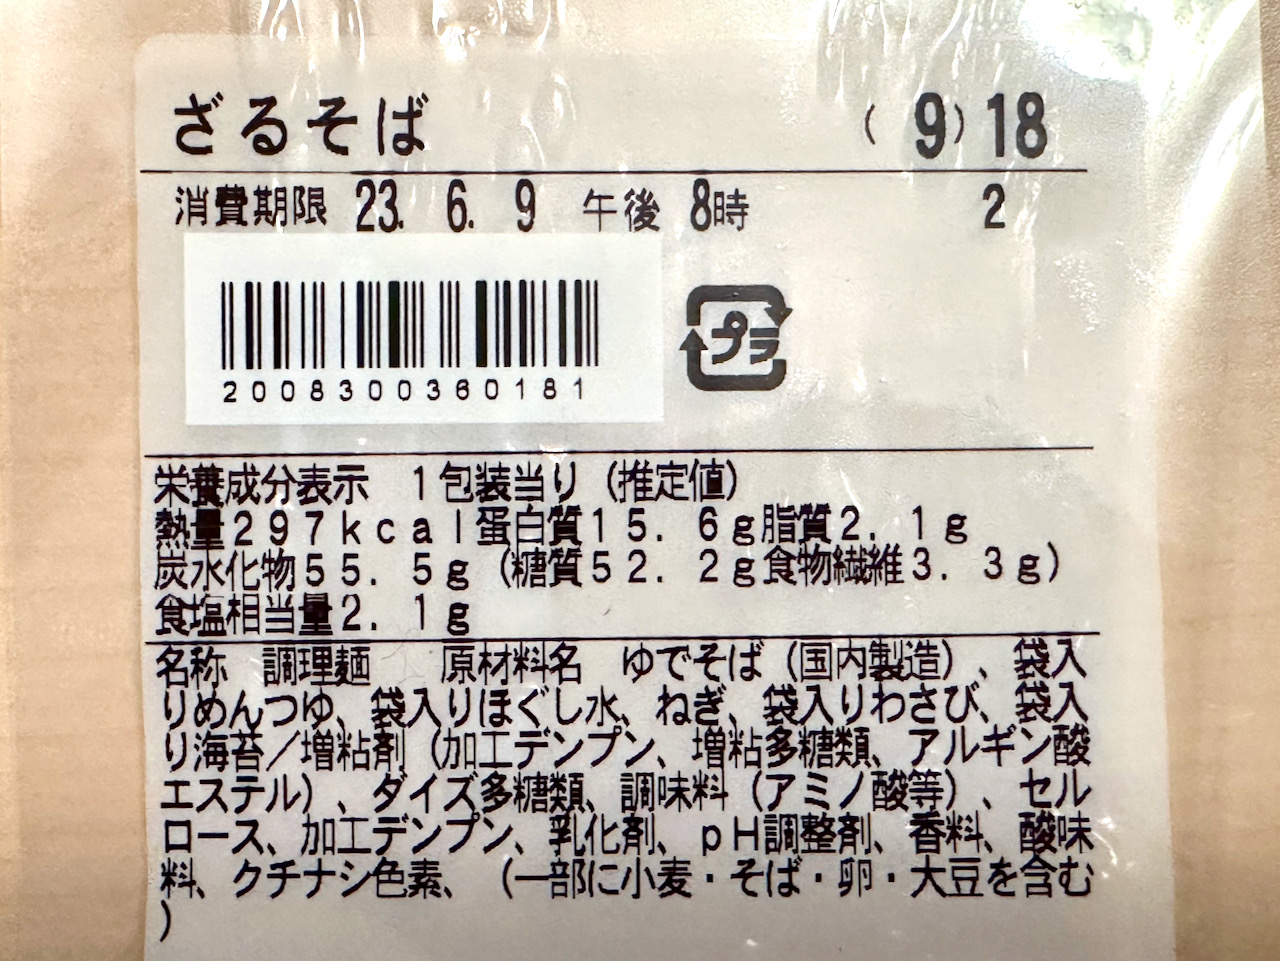 ざるそば （ 9）18
消費期限 23. 6. 9 午後 8時 2
2008300360181
プラ
栄養成分表示　１包装当り（推定値）
熱量２９７ｋｃａｌ蛋白質１５．６ｇ脂質２．１ｇ
炭水化物５５．５ｇ（糖質５２．２ｇ食物繊維３．３ｇ）
食塩相当量２．１ｇ
名称　調理麺　　原材料名　ゆでそば（国内製造）、袋入
りめんつゆ、袋入りほぐし水、ねぎ、袋入りわさび、袋入
り海苔／増粘剤（加工デンプン、増粘多糖類、アルギン酸
エステル）、ダイズ多糖類、調味料（アミノ酸等）、セル
ロース、加工デンプン、乳化剤、ｐＨ調整剤、香料、酸味
料、クチナシ色素、（一部に小麦・そば・卵・大豆を含む
）